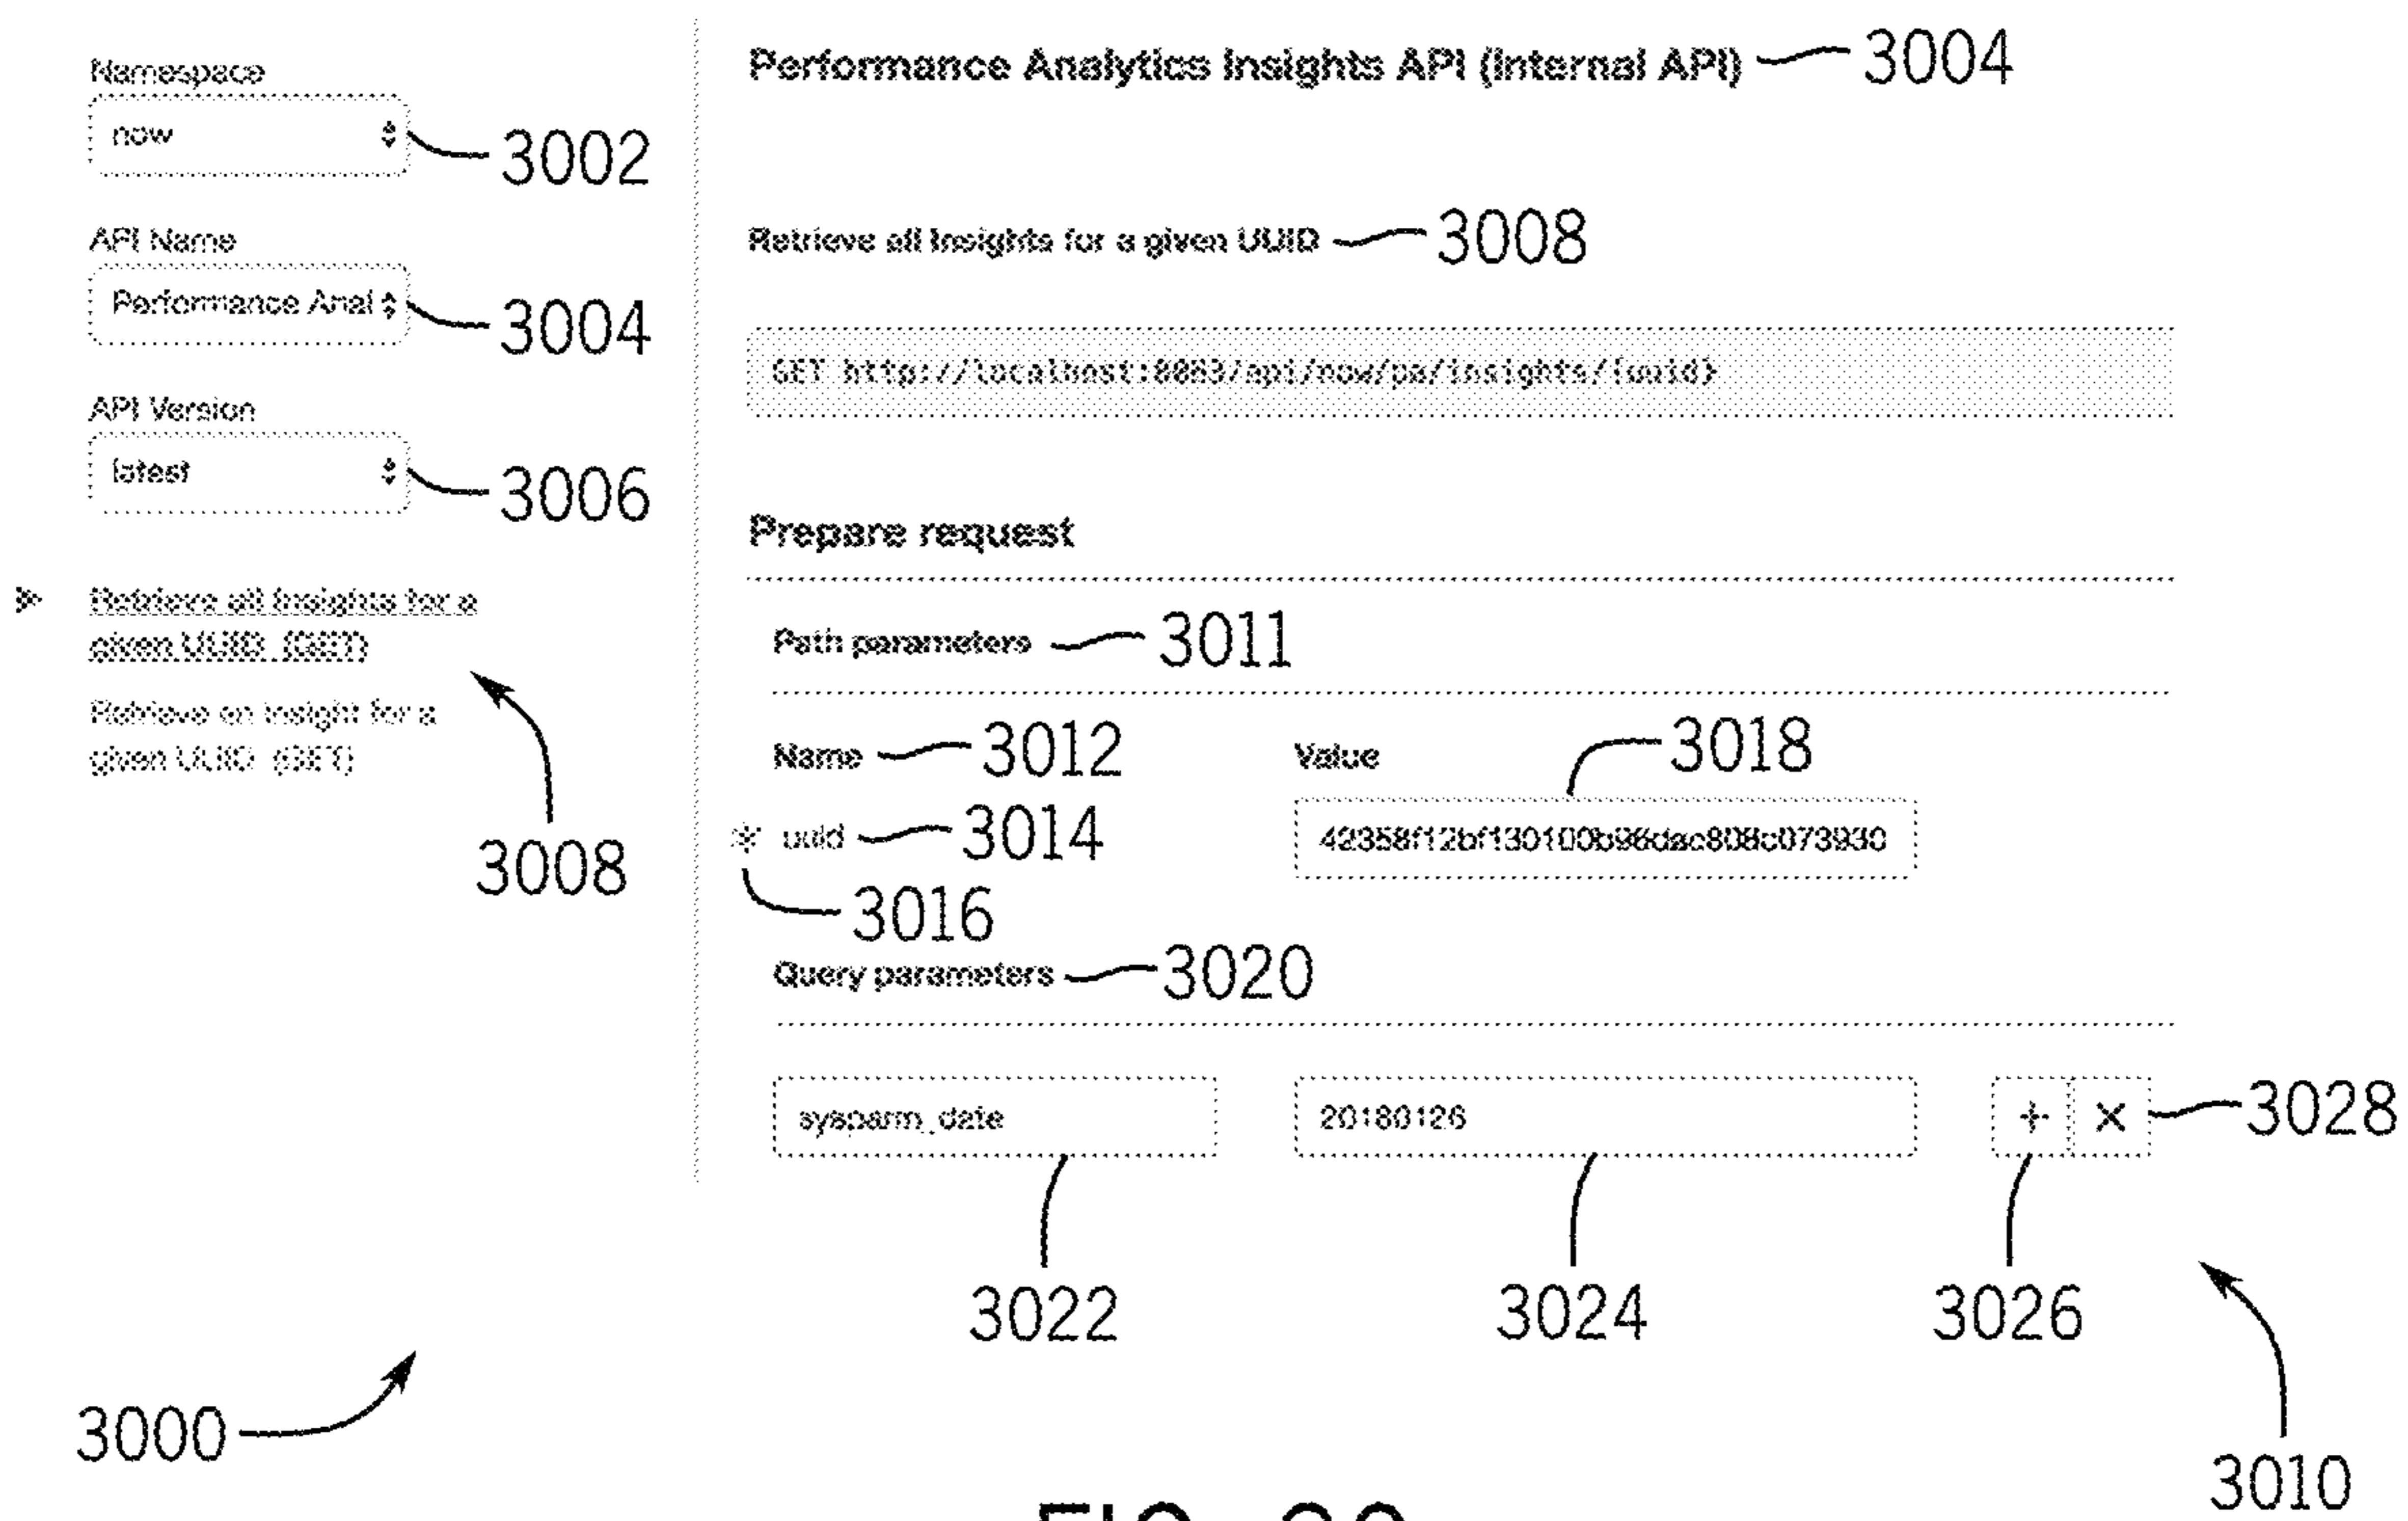 Namespace
now
3002
API Name
Performance Anal
3004
API Version
latest
3006
Retrieve all Insights for a
given UUID (GET)
Retrieve an insight for a
given UUID (GET)
3008
3000
Performance Analytics Insights API (Internal API)
3004
Retrieve all Insights for a given UUID
3008
GET http://localhost:8083/api/now/pa/insights/{uuid}
Prepare request
Path parameters
3011
Name
3012
Value
3018
* uuid
3014
3016
Query parameters
3020
sysparm_date
20180126
+ ×
3028
3022
3024
3026
3010